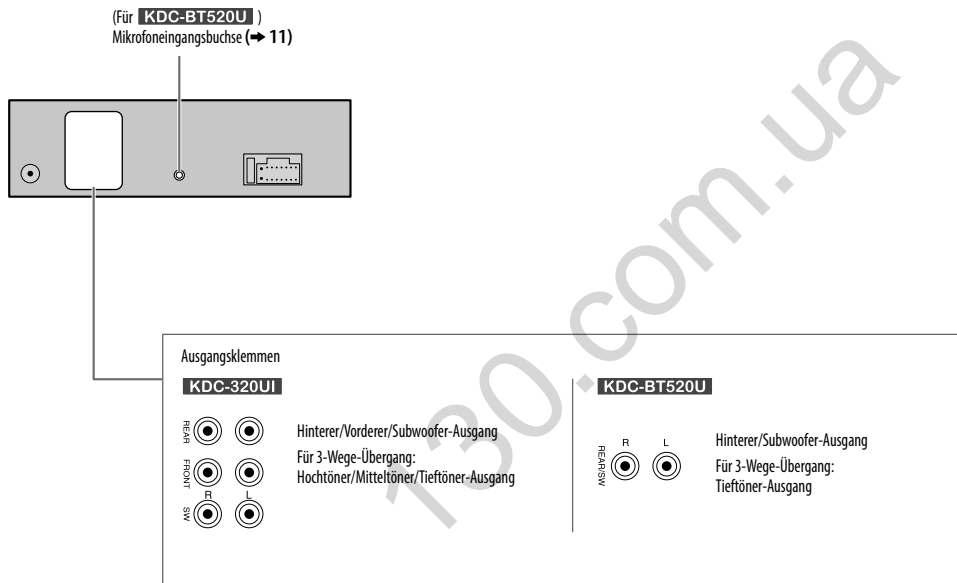 (Für KDC-BT520U )
Mikrofoneingangsbuchse (➜ 11)
Ausgangsklemmen
KDC-320UI
REAR
FRONT
R L
SW
Hinterer/Vorderer/Subwoofer-Ausgang
Für 3-Wege-Übergang:
Hochtöner/Mitteltöner/Tieftöner-Ausgang
KDC-BT520U
R L
REAR/SW
Hinterer/Subwoofer-Ausgang
Für 3-Wege-Übergang:
Tieftöner-Ausgang
130.com.ua